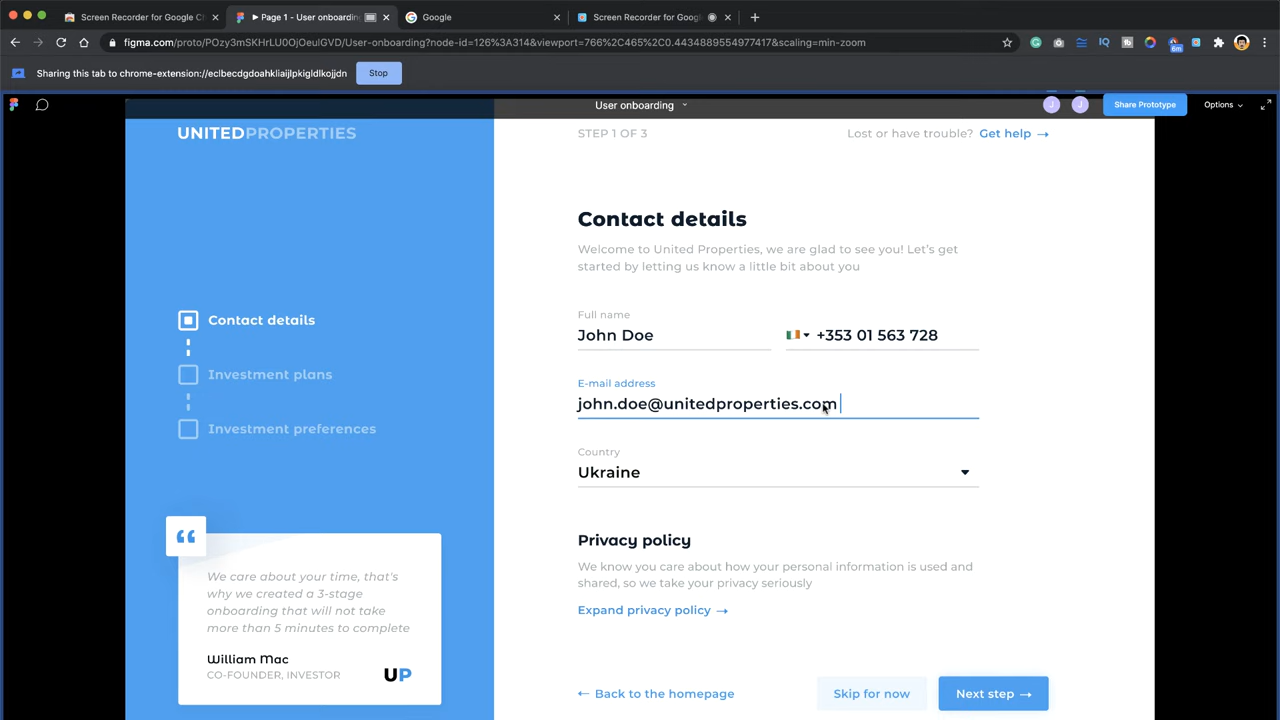 Screen Recorder for Google C
Page 1 - User onboardin
Google
Screen Recorder for Goog
figma.com/proto/POzy3mSKHrLU0OjOeuIGVD/User-onboarding?node-id=126%3A314&viewport=766%2C465%2C0.4434889554977417&scaling=min-zoom
6m
Sharing this tab to chrome-extension://eclbecdgdoahkliaijlpkigldlkojjdn
Stop
User onboarding
J
J
Share Prototype
Options
UNITEDPROPERTIES
STEP 1 OF 3
Lost or have trouble? Get help →
Contact details
Welcome to United Properties, we are glad to see you! Let's get
started by letting us know a little bit about you
Contact details
Investment plans
Investment preferences
Full name
John Doe
+353 01 563 728
E-mail address
john.doe@unitedproperties.com
Country
Ukraine
Privacy policy
We know you care about how your personal information is used and
shared, so we take your privacy seriously
Expand privacy policy →
“
We care about your time, that's
why we created a 3-stage
onboarding that will not take
more than 5 minutes to complete
William Mac
CO-FOUNDER, INVESTOR
UP
← Back to the homepage
Skip for now
Next step →